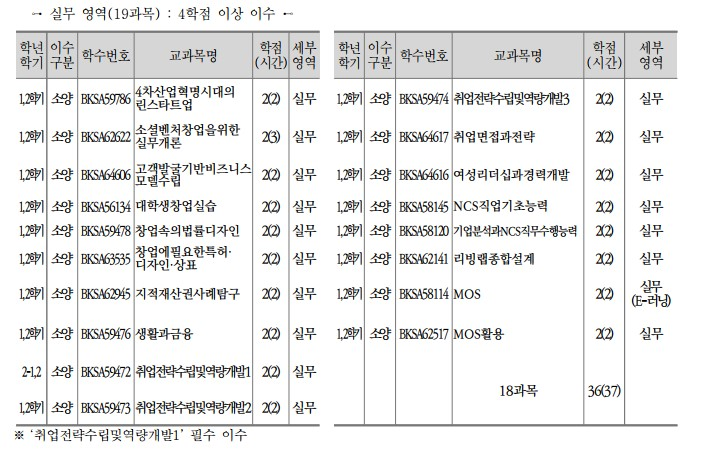 ← 실무 영역(19과목) : 4학점 이상 이수 ←
학년 이수 학수번호 교과목명 학점 세부
학기 구분 (시간) 영역
1,2학기 소양 BKSA59786 4차산업혁명시대의 린스타트업 2(2) 실무
1,2학기 소양 BKSA62622 소셜벤처창업을위한 실무개론 2(3) 실무
1,2학기 소양 BKSA64606 고객발굴기반비즈니스 모델수립 2(2) 실무
1,2학기 소양 BKSA56134 대학생창업실습 2(2) 실무
1,2학기 소양 BKSA59478 창업속의법률디자인 2(2) 실무
1,2학기 소양 BKSA63535 창업에필요한특허· 디자인·상표 2(2) 실무
1,2학기 소양 BKSA62945 지적재산권사례탐구 2(2) 실무
1,2학기 소양 BKSA59476 생활과금융 2(2) 실무
2-1,2 소양 BKSA59472 취업전략수립및역량개발1 2(2) 실무
1,2학기 소양 BKSA59473 취업전략수립및역량개발2 2(2) 실무
학년 이수 학수번호 교과목명 학점 세부
학기 구분 (시간) 영역
1,2학기 소양 BKSA59474 취업전략수립및역량개발3 2(2) 실무
1,2학기 소양 BKSA64617 취업면접과전략 2(2) 실무
1,2학기 소양 BKSA64616 여성리더십과경력개발 2(2) 실무
1,2학기 소양 BKSA58145 NCS직업기초능력 2(2) 실무
1,2학기 소양 BKSA58120 기업분석과NCS직무수행능력 2(2) 실무
1,2학기 소양 BKSA62141 리빙랩종합설계 2(2) 실무
1,2학기 소양 BKSA58114 MOS 2(2) 실무 (E-러닝)
1,2학기 소양 BKSA62517 MOS활용 2(2) 실무
18과목 36(37)
※ '취업전략수립및역량개발1' 필수 이수